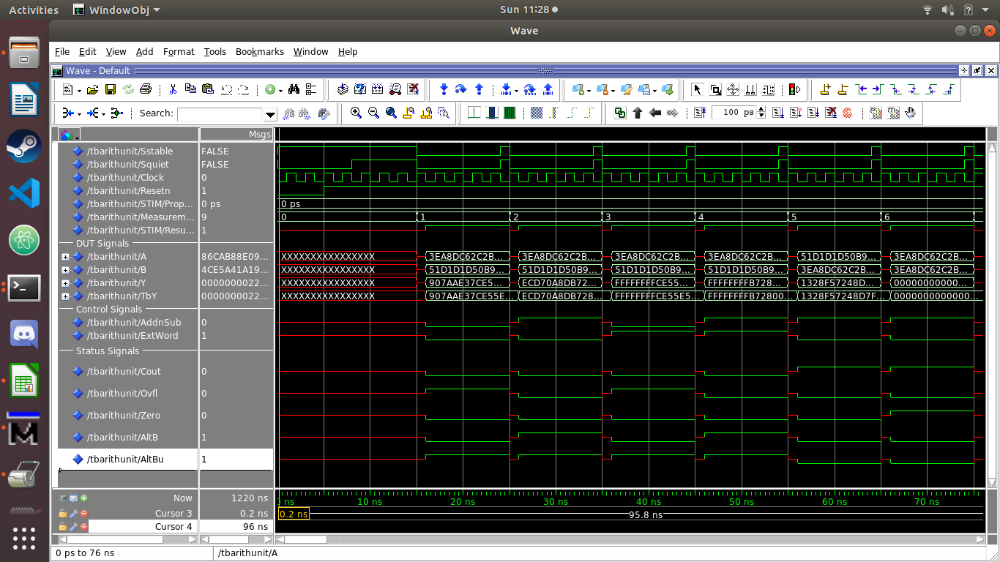 Activities WindowObj Sun 11:28
Wave
File Edit View Add Format Tools Bookmarks Window Help
Wave - Default
Search: 100 ps
Msgs
/tbarithunit/Sstable FALSE
/tbarithunit/Squiet FALSE
/tbarithunit/Clock 0
/tbarithunit/Resetn 1
/tbarithunit/STIM/Prop... 0 ps 0 ps
/tbarithunit/Measurem... 9 0 1 2 3 4 5 6
/tbarithunit/STIM/Resu... 1
DUT Signals
/tbarithunit/A 86CAB88E09... XXXXXXXXXXXXXXXX 3EA8DC62C2B... 3EA8DC62C2B... 3EA8DC62C2B... 3EA8DC62C2B... 51D1D1D50B9... 3EA8DC62C2B...
/tbarithunit/B 4CE5A41A19... XXXXXXXXXXXXXXXX 51D1D1D50B9... 51D1D1D50B9... 51D1D1D50B9... 51D1D1D50B9... 3EA8DC62C2B... 3EA8DC62C2B...
/tbarithunit/Y 0000000022... XXXXXXXXXXXXXXXX 907AAE37CE5... ECD70A8DB72... FFFFFFFFCE55... FFFFFFFFB728... 1328F57248D... 00000000000...
/tbarithunit/TbY 0000000022... XXXXXXXXXXXXXXXX 907AAE37CE55E... ECD70A8DB728... FFFFFFFFCE55E5... FFFFFFFFB72800... 1328F57248D7F... 0000000000000...
Control Signals
/tbarithunit/AddnSub 0
/tbarithunit/ExtWord 1
Status Signals
/tbarithunit/Cout 0
/tbarithunit/Ovfl 0
/tbarithunit/Zero 0
/tbarithunit/AltB 1
/tbarithunit/AltBu 1
Now 1220 ns ns 10 ns 20 ns 30 ns 40 ns 50 ns 60 ns 70 ns
Cursor 3 0.2 ns 0.2 ns 95.8 ns
Cursor 4 96 ns
0 ps to 76 ns /tbarithunit/A